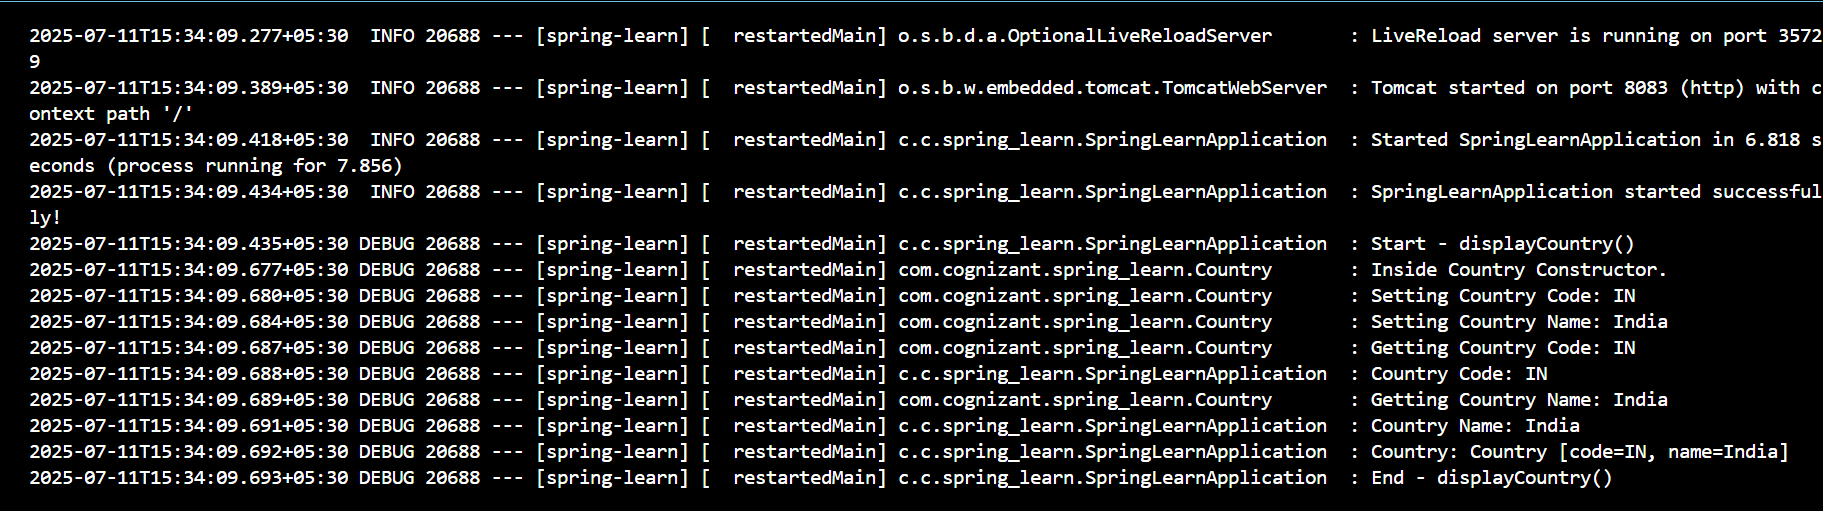 2025-07-11T15:34:09.277+05:30  INFO 20688 --- [spring-learn] [  restartedMain] o.s.b.d.a.OptionalLiveReloadServer       : LiveReload server is running on port 3572
9
2025-07-11T15:34:09.389+05:30  INFO 20688 --- [spring-learn] [  restartedMain] o.s.b.w.embedded.tomcat.TomcatWebServer  : Tomcat started on port 8083 (http) with c
ontext path '/'
2025-07-11T15:34:09.418+05:30  INFO 20688 --- [spring-learn] [  restartedMain] c.c.spring_learn.SpringLearnApplication  : Started SpringLearnApplication in 6.818 s
econds (process running for 7.856)
2025-07-11T15:34:09.434+05:30  INFO 20688 --- [spring-learn] [  restartedMain] c.c.spring_learn.SpringLearnApplication  : SpringLearnApplication started successful
ly!
2025-07-11T15:34:09.435+05:30 DEBUG 20688 --- [spring-learn] [  restartedMain] c.c.spring_learn.SpringLearnApplication  : Start - displayCountry()
2025-07-11T15:34:09.677+05:30 DEBUG 20688 --- [spring-learn] [  restartedMain] com.cognizant.spring_learn.Country       : Inside Country Constructor.
2025-07-11T15:34:09.680+05:30 DEBUG 20688 --- [spring-learn] [  restartedMain] com.cognizant.spring_learn.Country       : Setting Country Code: IN
2025-07-11T15:34:09.684+05:30 DEBUG 20688 --- [spring-learn] [  restartedMain] com.cognizant.spring_learn.Country       : Setting Country Name: India
2025-07-11T15:34:09.687+05:30 DEBUG 20688 --- [spring-learn] [  restartedMain] com.cognizant.spring_learn.Country       : Getting Country Code: IN
2025-07-11T15:34:09.688+05:30 DEBUG 20688 --- [spring-learn] [  restartedMain] c.c.spring_learn.SpringLearnApplication  : Country Code: IN
2025-07-11T15:34:09.689+05:30 DEBUG 20688 --- [spring-learn] [  restartedMain] com.cognizant.spring_learn.Country       : Getting Country Name: India
2025-07-11T15:34:09.691+05:30 DEBUG 20688 --- [spring-learn] [  restartedMain] c.c.spring_learn.SpringLearnApplication  : Country Name: India
2025-07-11T15:34:09.692+05:30 DEBUG 20688 --- [spring-learn] [  restartedMain] c.c.spring_learn.SpringLearnApplication  : Country: Country [code=IN, name=India]
2025-07-11T15:34:09.693+05:30 DEBUG 20688 --- [spring-learn] [  restartedMain] c.c.spring_learn.SpringLearnApplication  : End - displayCountry()